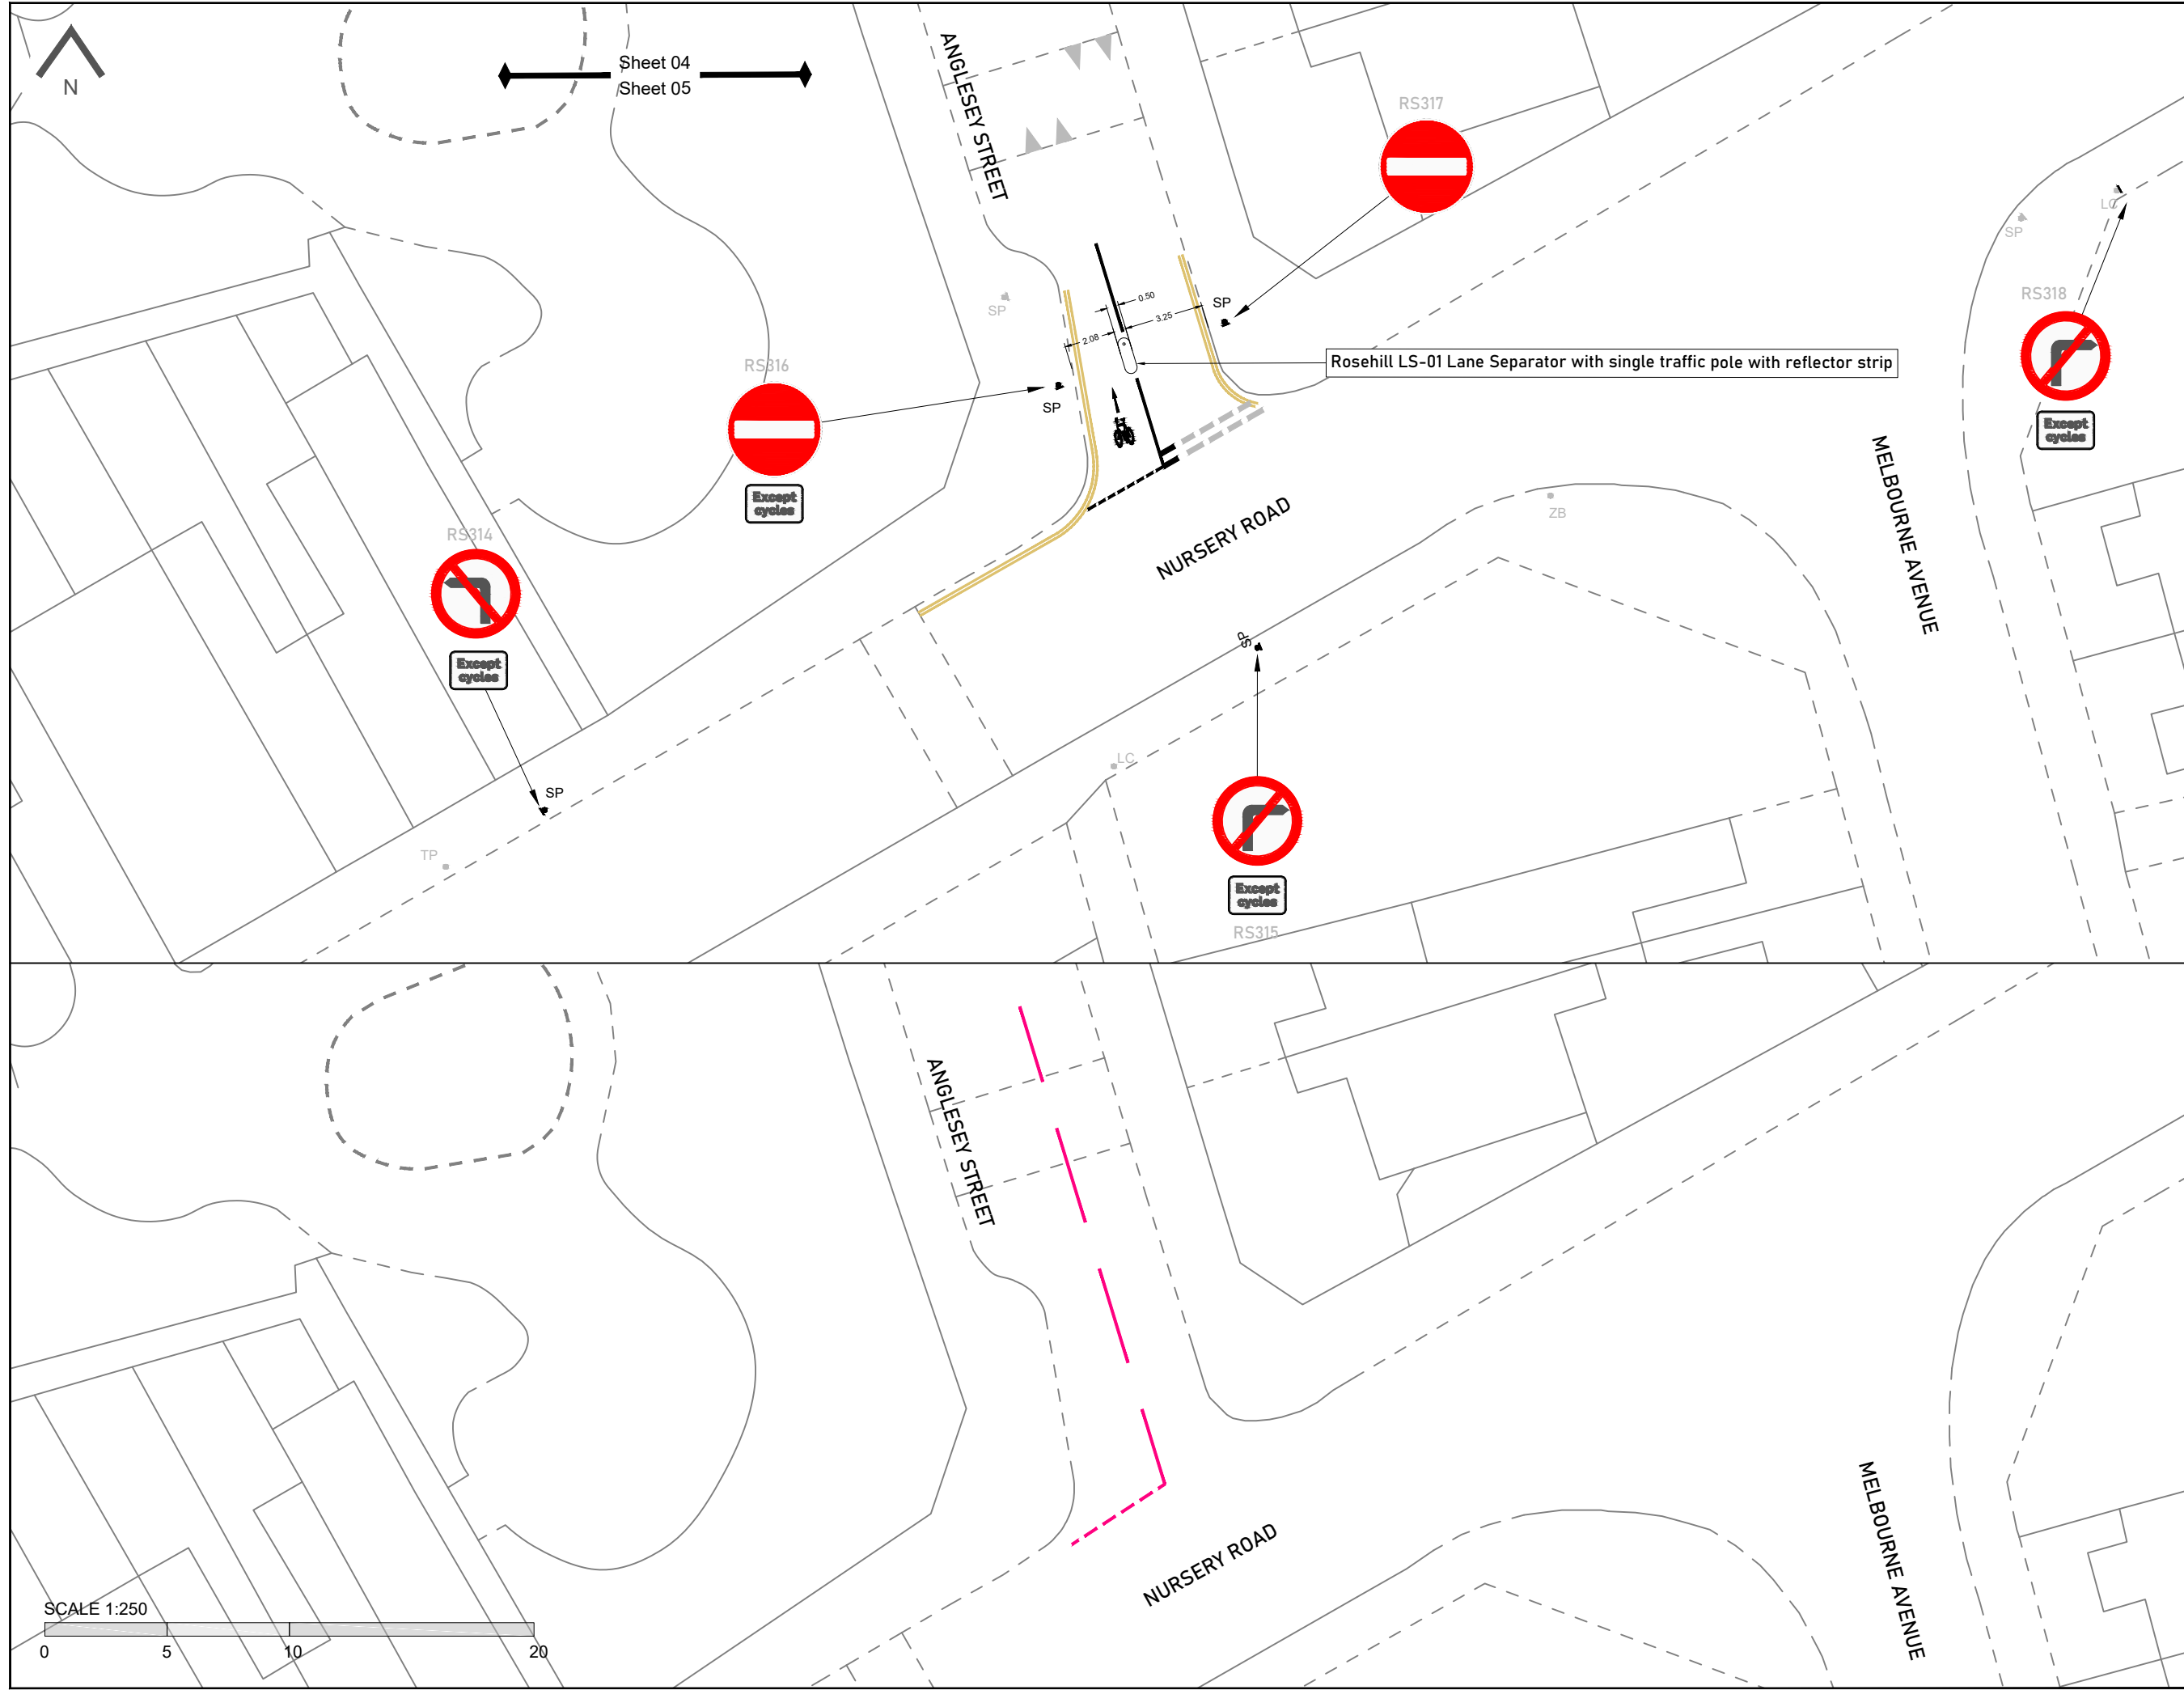 N
Sheet 04
Sheet 05
ANGLESEY STREET
RS317
LC
SP
RS318
Except
cycles
SP
0.50
3.25
2.08
SP
Rosehill LS-01 Lane Separator with single traffic pole with reflector strip
RS316
Except
cycles
SP
MELBOURNE AVENUE
ZB
NURSERY ROAD
RS314
Except
cycles
SP
TP
SP
LC
Except
cycles
RS315
ANGLESEY STREET
NURSERY ROAD
MELBOURNE AVENUE
SCALE 1:250
0 5 10 20